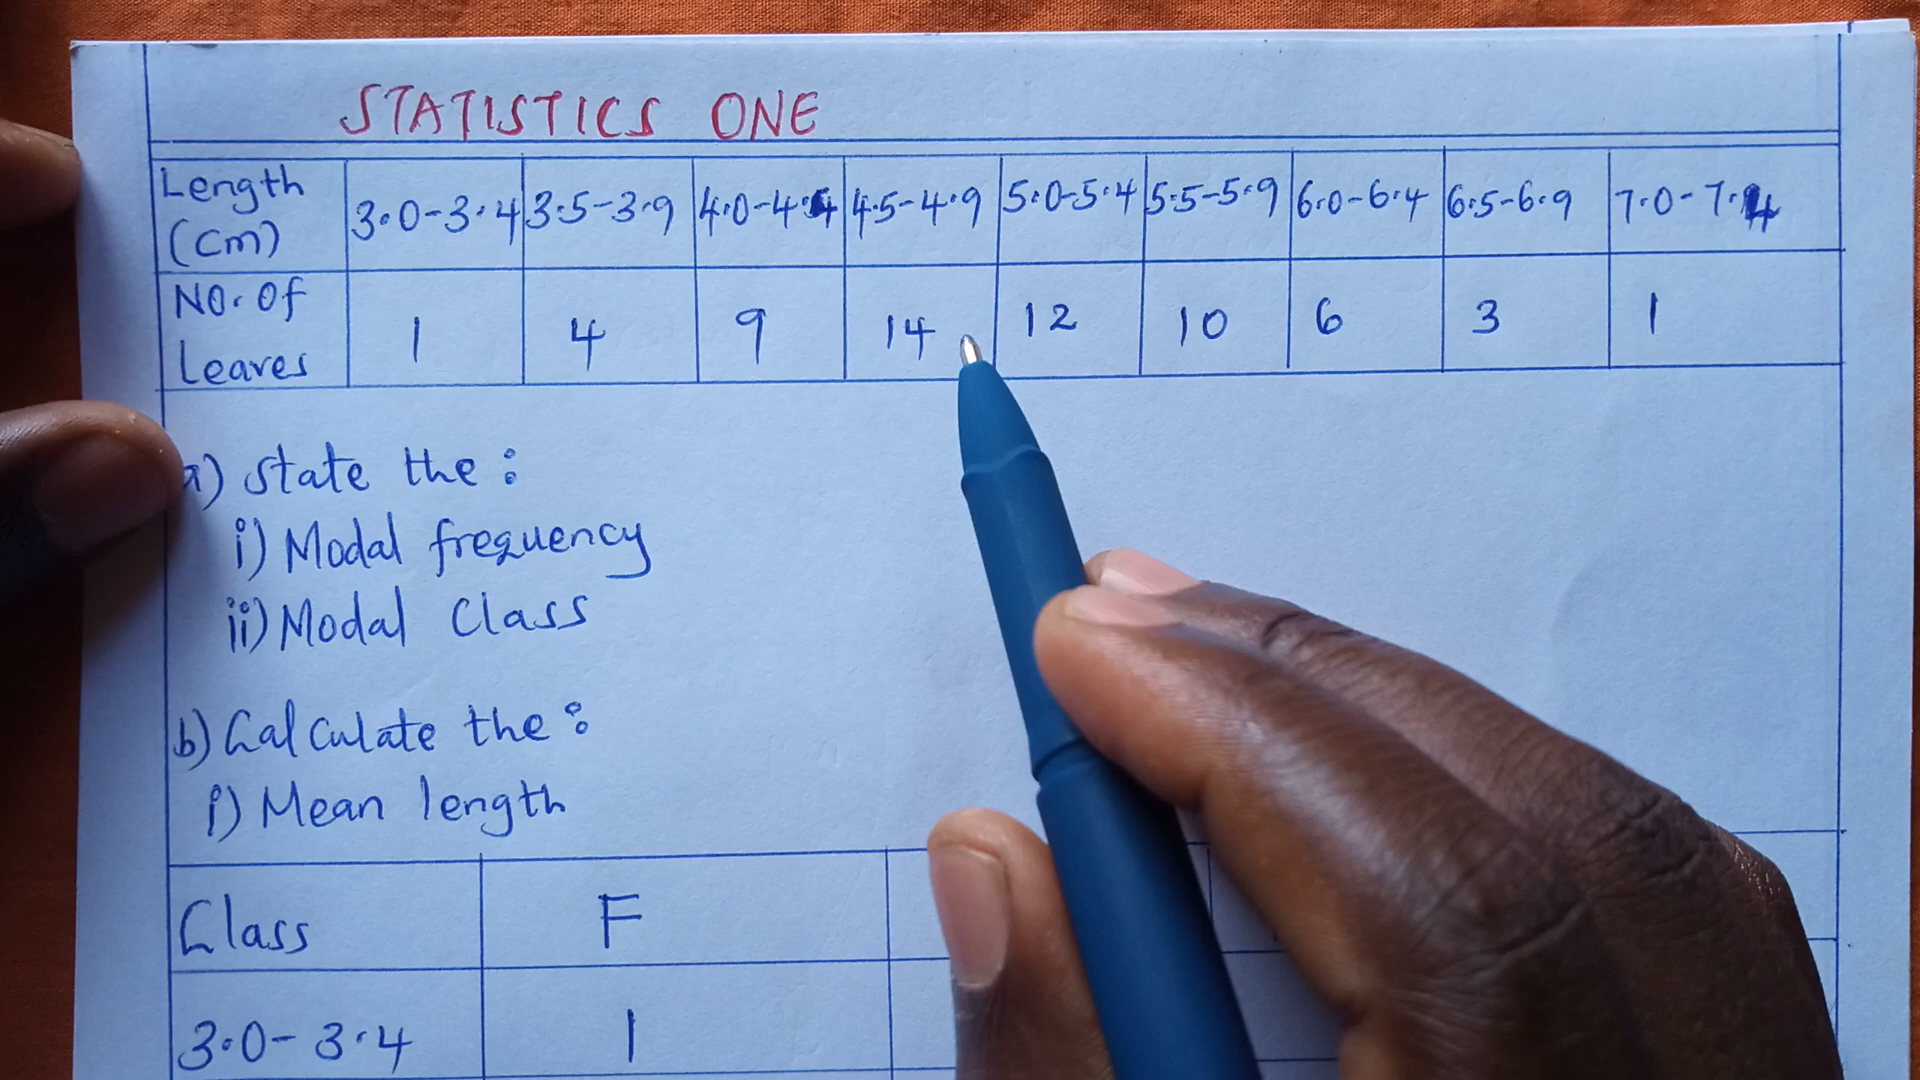 STATISTICS ONE
Length (cm) 3.0-3.4 3.5-3.9 4.0-4.4 4.5-4.9 5.0-5.4 5.5-5.9 6.0-6.4 6.5-6.9 7.0-7.4
No. of Leaves 1 4 9 14 12 10 6 3 1
a) State the :
i) Modal frequency
ii) Modal Class
b) Calculate the :
i) Mean length
Class F
3.0-3.4 1